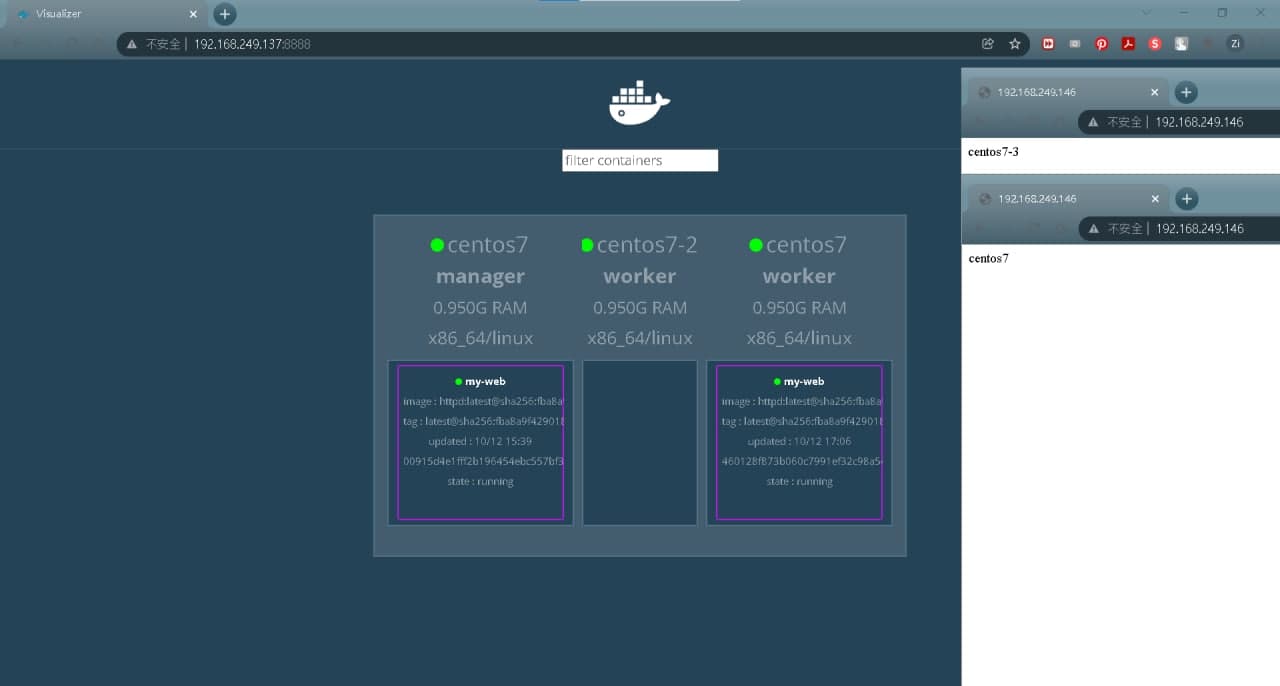 Visualizer
不安全 | 192.168.249.137:8888
Zi
filter containers
centos7
manager
0.950G RAM
x86_64/linux
my-web
image : httpd:latest@sha256:fba8a
tag : latest@sha256:fba8a9f429018
updated : 10/12 15:39
00915d4e1fff2b196454ebc557bf3
state : running
centos7-2
worker
0.950G RAM
x86_64/linux
centos7
worker
0.950G RAM
x86_64/linux
my-web
image : httpd:latest@sha256:fba8a
tag : latest@sha256:fba8a9f429018
updated : 10/12 17:06
460128f873b060c7991ef32c98a5
state : running
192.168.249.146
不安全 | 192.168.249.146
centos7-3
192.168.249.146
不安全 | 192.168.249.146
centos7